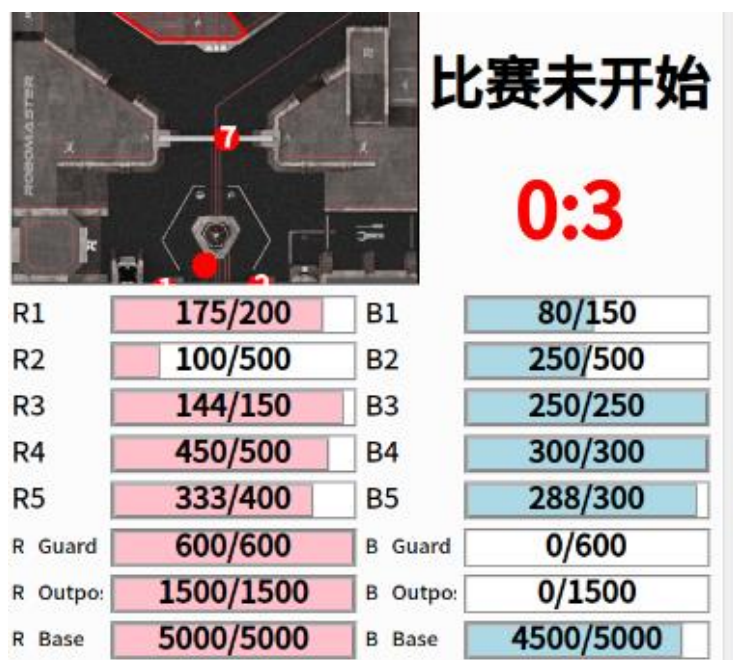 ROBOMASTER
7
比赛未开始
0:3
R1 175/200 B1 80/150
R2 100/500 B2 250/500
R3 144/150 B3 250/250
R4 450/500 B4 300/300
R5 333/400 B5 288/300
R Guard 600/600 B Guard 0/600
R Outpo: 1500/1500 B Outpo: 0/1500
R Base 5000/5000 B Base 4500/5000